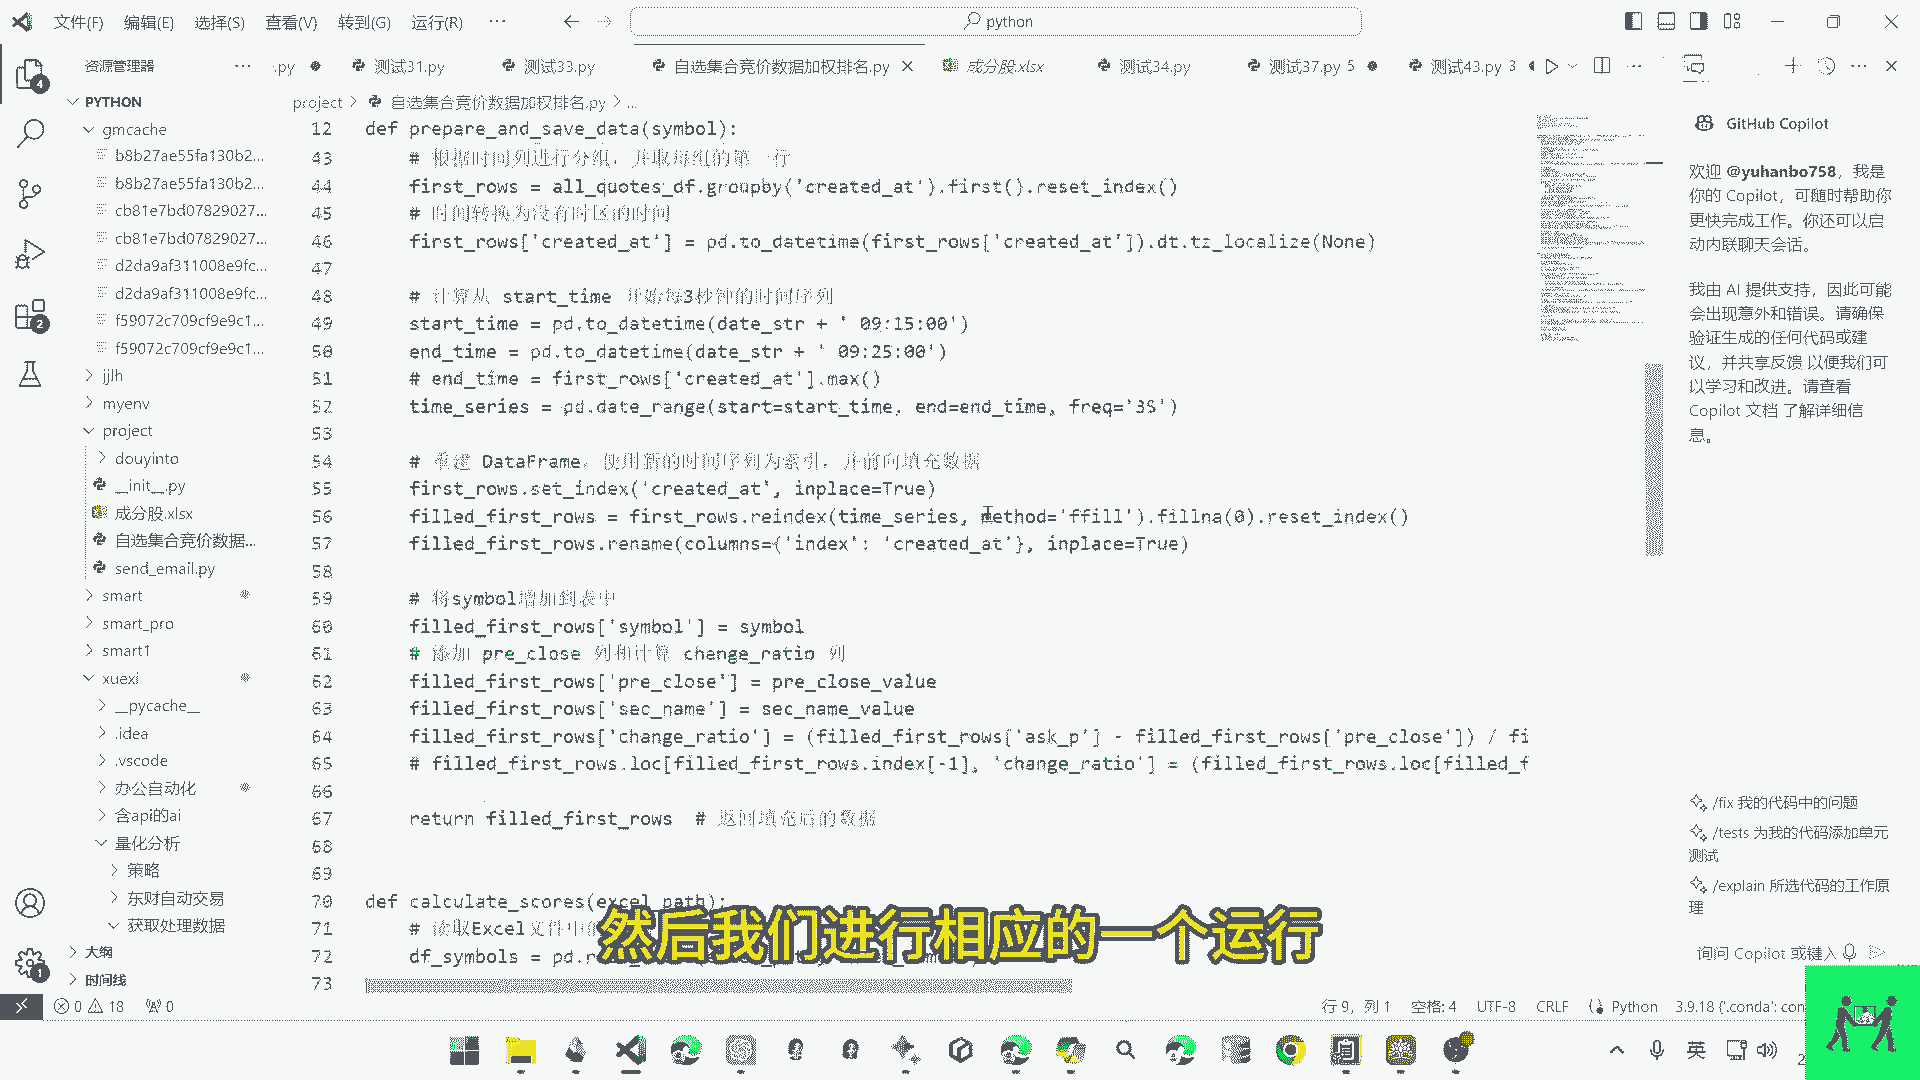 文件(F) 编辑(E) 选择(S) 查看(V) 转到(G) 运行(R) ··· python
资源管理器 ··· .py 测试31.py 测试33.py 自选集合竞价数据加权排名.py 成分股.xlsx 测试34.py 测试37.py 5 测试43.py 3
PYTHON
gmcache
b8b27ae55fa130b2...
b8b27ae55fa130b2...
cb81e7bd07829027...
cb81e7bd07829027...
d2da9af311008e9fc...
d2da9af311008e9fc...
f59072c709cf9e9c1...
f59072c709cf9e9c1...
jjlh
myenv
project
douyinto
__init__.py
成分股.xlsx
自选集合竞价数据...
send_email.py
smart
smart_pro
smart1
xuexi
__pycache__
.idea
.vscode
办公自动化
含api的ai
量化分析
策略
东财自动交易
获取处理数据
大纲
时间线
project > 自选集合竞价数据加权排名.py > ...
12 def prepare_and_save_data(symbol):
43 # 根据时间列进行分组，并取每组的第一行
44 first_rows = all_quotes_df.groupby('created_at').first().reset_index()
45 # 时间转换为没有时区的时间
46 first_rows['created_at'] = pd.to_datetime(first_rows['created_at']).dt.tz_localize(None)
47
48 # 计算从 start_time 开始每3秒钟的时间序列
49 start_time = pd.to_datetime(date_str + ' 09:15:00')
50 end_time = pd.to_datetime(date_str + ' 09:25:00')
51 # end_time = first_rows['created_at'].max()
52 time_series = pd.date_range(start=start_time, end=end_time, freq='3S')
53
54 # 重建 DataFrame，使用新的时间序列为索引，并前向填充数据
55 first_rows.set_index('created_at', inplace=True)
56 filled_first_rows = first_rows.reindex(time_series, method='ffill').fillna(0).reset_index()
57 filled_first_rows.rename(columns={'index': 'created_at'}, inplace=True)
58
59 # 将symbol增加到表中
60 filled_first_rows['symbol'] = symbol
61 # 添加 pre_close 列和计算 change_ratio 列
62 filled_first_rows['pre_close'] = pre_close_value
63 filled_first_rows['sec_name'] = sec_name_value
64 filled_first_rows['change_ratio'] = (filled_first_rows['ask_p'] - filled_first_rows['pre_close']) / fi
65 # filled_first_rows.loc[filled_first_rows.index[-1], 'change_ratio'] = (filled_first_rows.loc[filled_f
66
67 return filled_first_rows # 返回填充后的数据
68
69
70 def calculate_scores(excel_path):
71 # 读取Excel文件中的
72 df_symbols = pd.r
73
然后我们进行相应的一个运行
GitHub Copilot
欢迎 @yuhanbo758，我是
你的 Copilot，可随时帮助你
更快完成工作。你还可以启
动内联聊天会话。
我由 AI 提供支持，因此可能
会出现意外和错误。请确保
验证生成的任何代码或建
议，并共享反馈 以便我们可
以学习和改进。请查看
Copilot 文档 了解详细信
息。
/fix 我的代码中的问题
/tests 为我的代码添加单元
测试
/explain 所选代码的工作原
理
询问 Copilot 或键入
0 18 0 行 9，列 1 空格: 4 UTF-8 CRLF Python 3.9.18 ('.conda': con
英